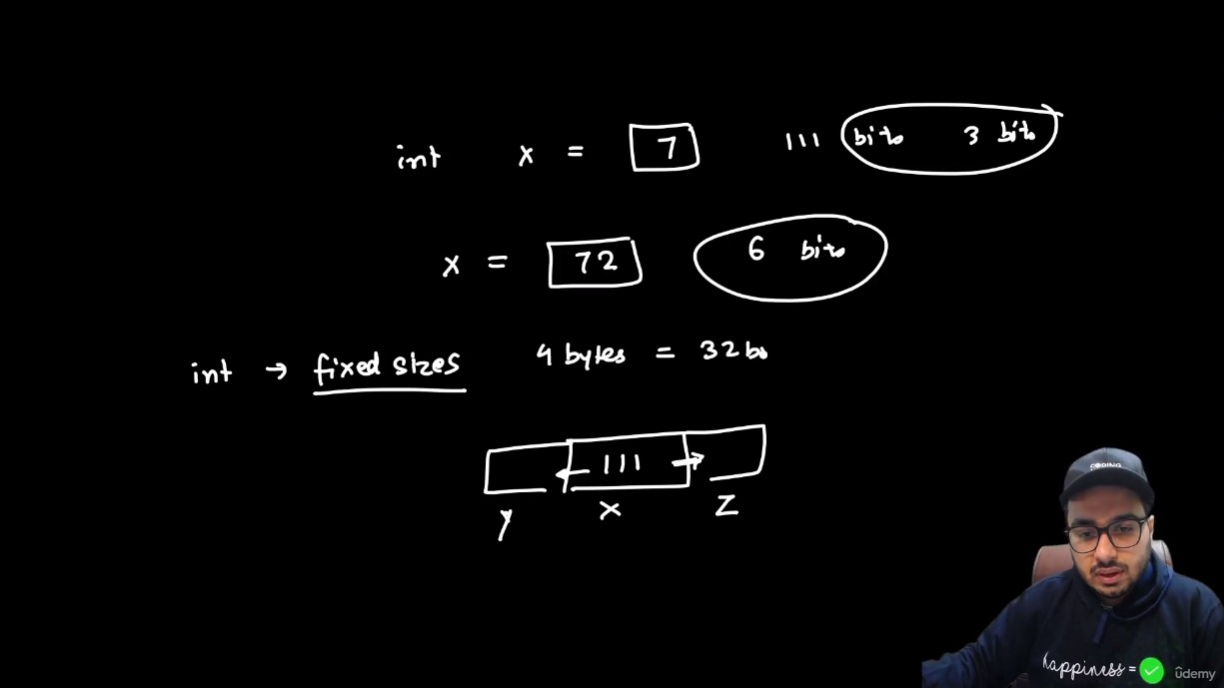 int x = 7 111 bits 3 bits
x = 72 6 bits
int → fixed sizes 4 bytes = 32 bi
111
y x z
CODING
happiness =
ûdemy